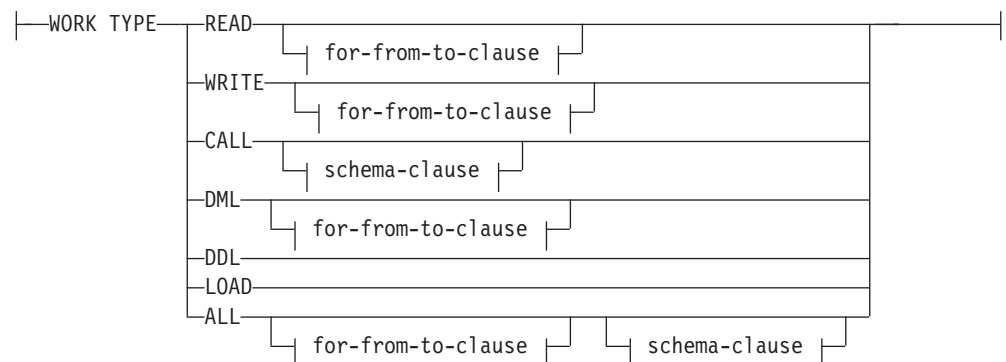 WORK TYPE READ
for-from-to-clause
WRITE
for-from-to-clause
CALL
schema-clause
DML
for-from-to-clause
DDL
LOAD
ALL
for-from-to-clause schema-clause